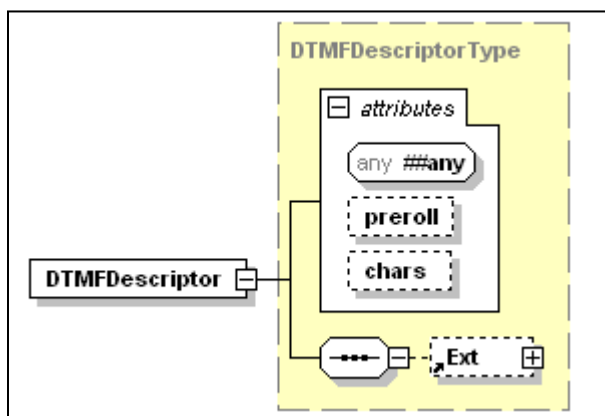 DTMFDescriptorType
attributes
any ##any
preroll
chars
DTMFDescriptor
Ext